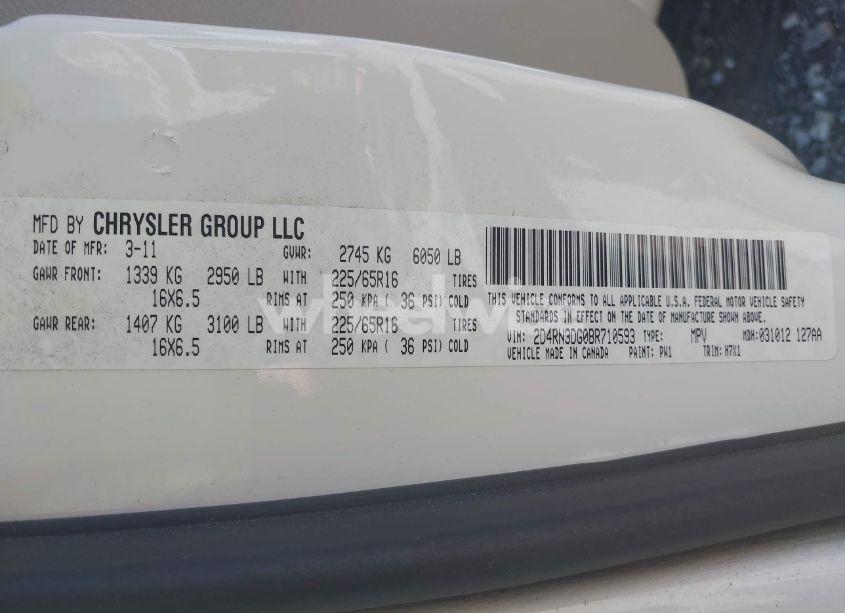 MFD BY CHRYSLER GROUP LLC
DATE OF MFR: 3-11 GVWR: 2745 KG 6050 LB
GAWR FRONT: 1339 KG 2950 LB WITH 225/65R16 TIRES
16X6.5 RIMS AT 250 KPA ( 36 PSI) COLD
GAWR REAR: 1407 KG 3100 LB WITH 225/65R16 TIRES
16X6.5 RIMS AT 250 KPA ( 36 PSI) COLD
THIS VEHICLE CONFORMS TO ALL APPLICABLE U.S.A. FEDERAL MOTOR VEHICLE SAFETY
STANDARDS IN EFFECT ON THE DATE OF MANUFACTURE SHOWN ABOVE.
VIN: 2D4RN3DG0BR710593 TYPE: MPV MDH: 031012 127AA
VEHICLE MADE IN CANADA PAINT: PW1 TRIM: H7X1